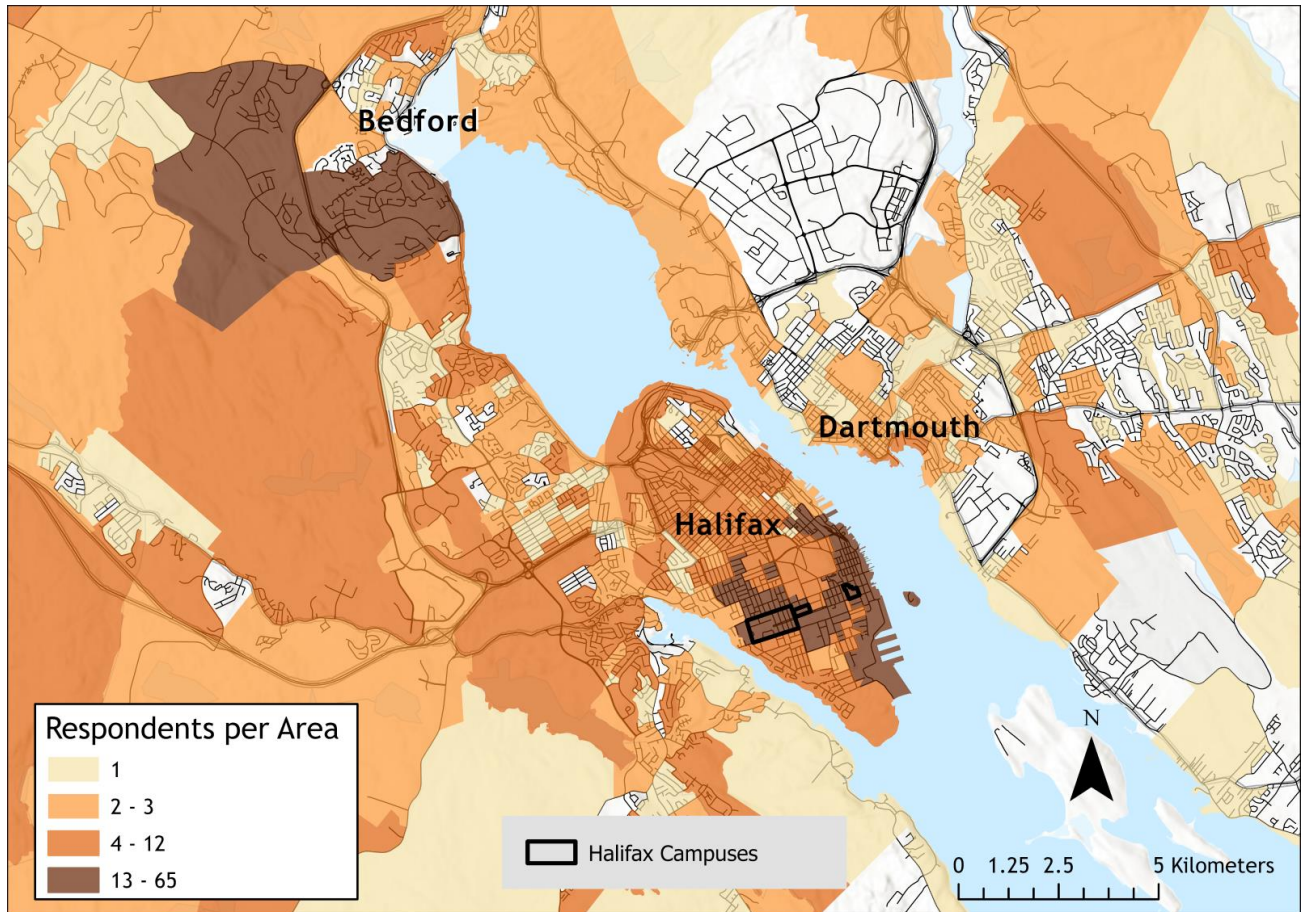 Bedford
Dartmouth
Halifax
Respondents per Area
1
2 - 3
4 - 12
13 - 65
Halifax Campuses
N
0 1.25 2.5 5 Kilometers